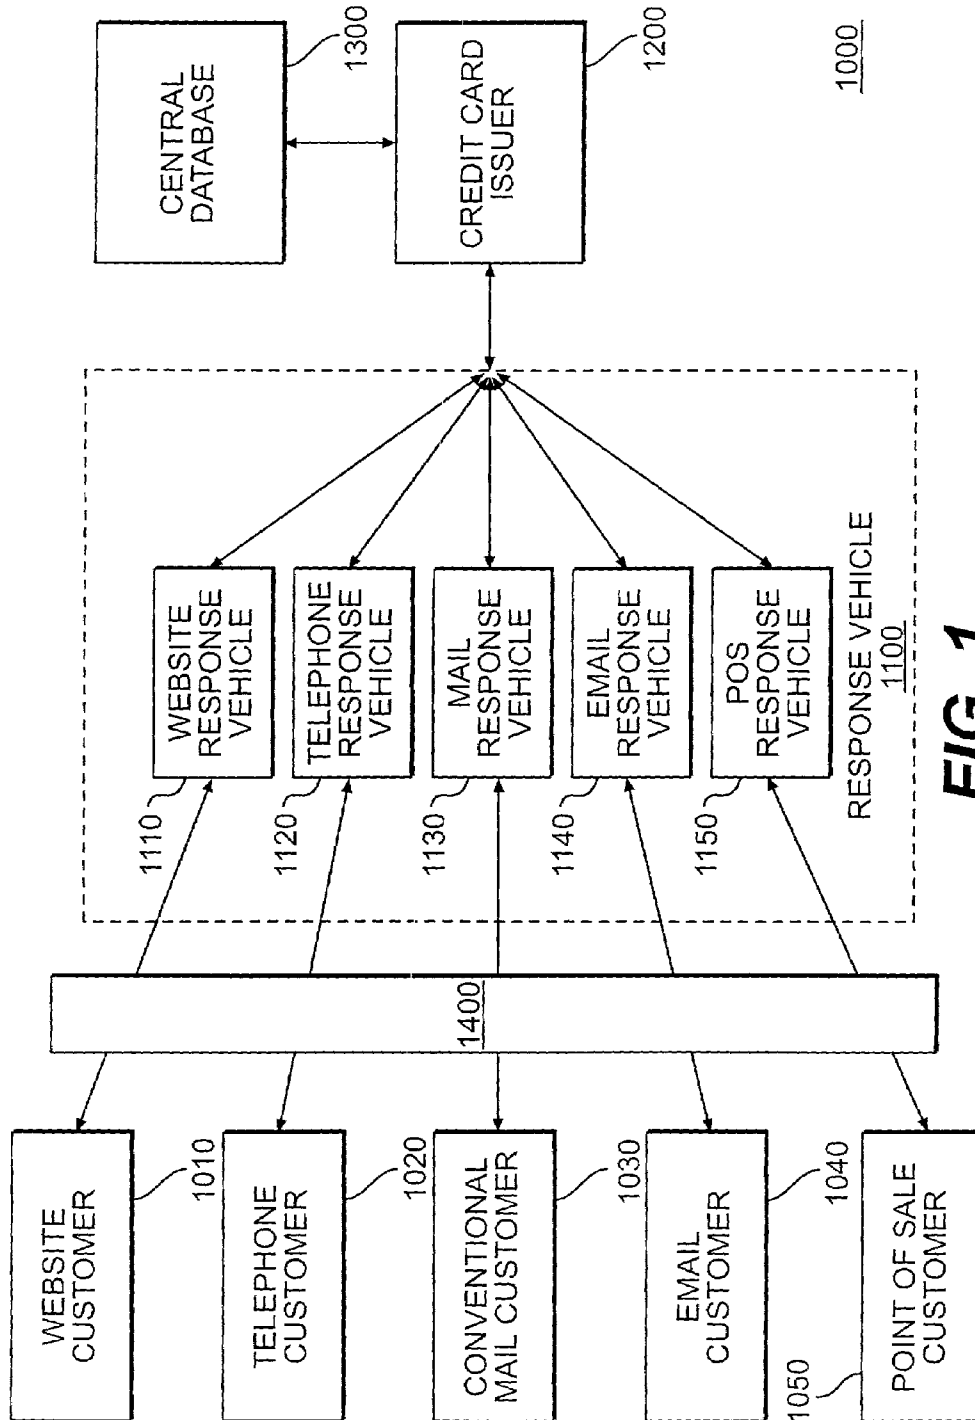 WEBSITE
CUSTOMER
1010
TELEPHONE
CUSTOMER
1020
CONVENTIONAL
MAIL CUSTOMER
1030
EMAIL
CUSTOMER
1040
POINT OF SALE
CUSTOMER
1050
1400
WEBSITE
RESPONSE
VEHICLE
1110
TELEPHONE
RESPONSE
VEHICLE
1120
MAIL
RESPONSE
VEHICLE
1130
EMAIL
RESPONSE
VEHICLE
1140
POS
RESPONSE
VEHICLE
1150
RESPONSE VEHICLE
1100
CENTRAL
DATABASE
1300
CREDIT CARD
ISSUER
1200
1000
FIG. 1